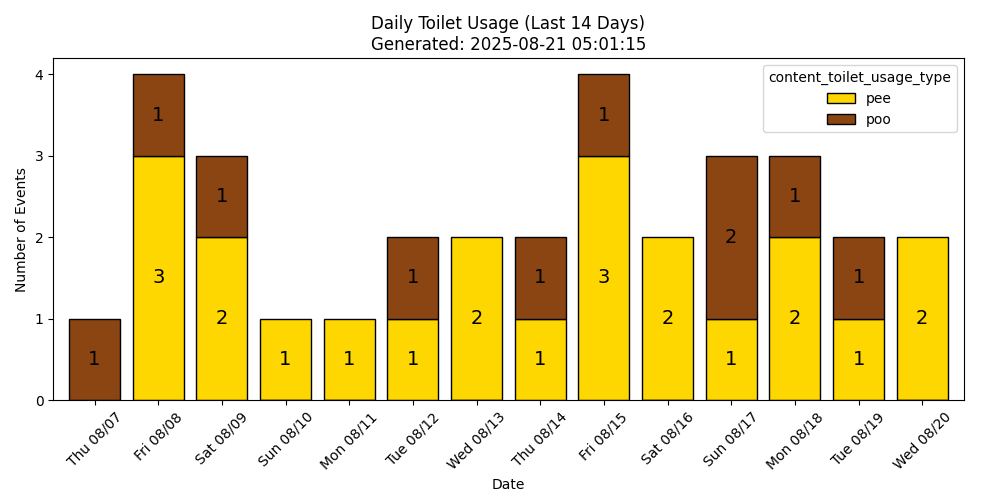 Daily Toilet Usage (Last 14 Days)
Generated: 2025-08-21 05:01:15
content_toilet_usage_type
pee
poo
Number of Events
4
3
2
1
0
1
3
1
2
1
1
1
1
1
2
1
1
3
1
2
1
2
2
1
1
1
2
Thu 08/07
Fri 08/08
Sat 08/09
Sun 08/10
Mon 08/11
Tue 08/12
Wed 08/13
Thu 08/14
Fri 08/15
Sat 08/16
Sun 08/17
Mon 08/18
Tue 08/19
Wed 08/20
Date